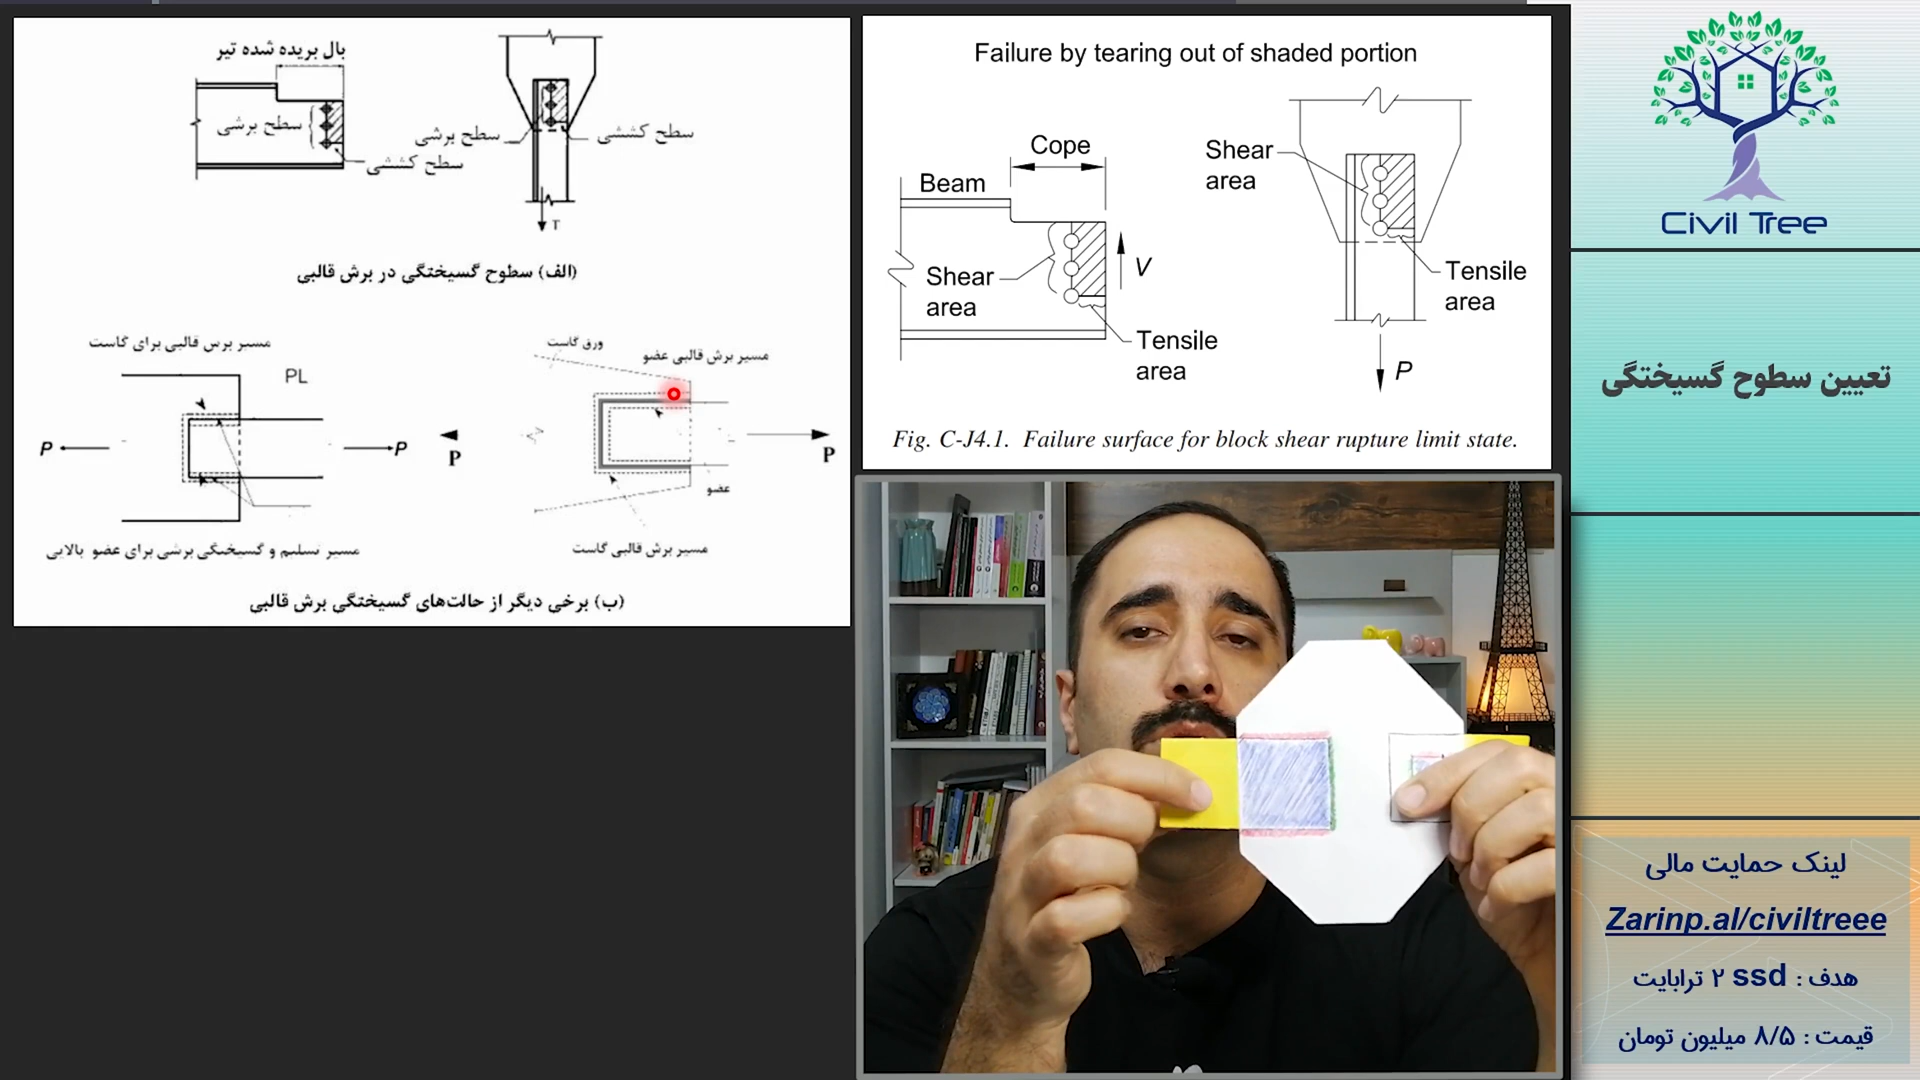 بال بریده شده تیر
سطح برشی
سطح کششی
سطح برشی
سطح کششی
T
(الف) سطوح گسیختگی در برش قالبی
مسیر برس قالبی برای گاست
PL
P
P
مسیر تسلیم و گسیختگی برشی برای عضو بالایی
ورق گاست
مسیر برش قالبی عضو
P
P
عضو
مسیر برش قالبی گاست
(ب) برخی دیگر از حالت‌های گسیختگی برش قالبی
Failure by tearing out of shaded portion
Cope
Beam
Shear
area
V
Tensile
area
Shear
area
Tensile
area
P
Fig. C-J4.1. Failure surface for block shear rupture limit state.
Civil Tree
تعیین سطوح گسیختگی
لینک حمایت مالی
Zarinp.al/civiltreee
هدف : ssd ۲ ترابایت
قیمت : ۸/۵ میلیون تومان